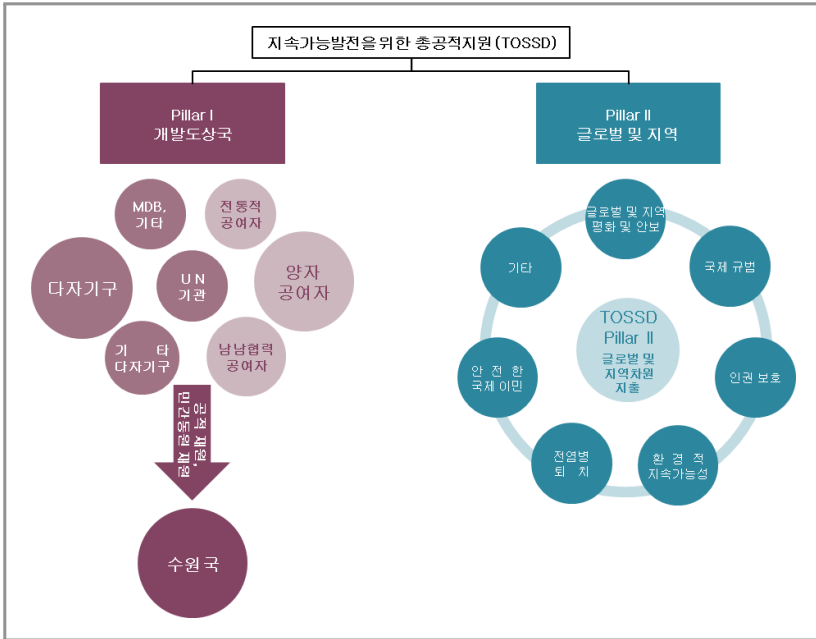 지속가능발전을 위한 총공적지원 (TOSSD)
Pillar I
개발도상국
MDB,
기타
전통적
공여자
다자기구
UN
기관
양자
공여자
기 타
다자기구
남남협력
공여자
공적 재원,
민간동원 재원
수원국
Pillar II
글로벌 및 지역
글로벌 및 지역
평화 및 안보
기타
국제 규범
TOSSD
Pillar II
글로벌 및
지역차원
지출
안 전 한
국제 이민
인권 보호
전염병
퇴 치
환 경 적
지속가능성